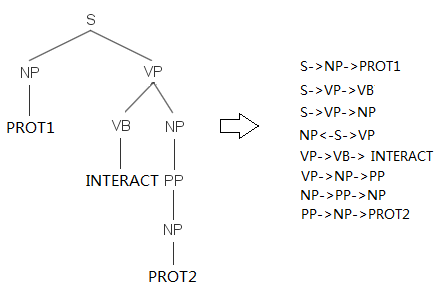 S
NP VP
PROT1 VB NP
INTERACT PP
NP
PROT2
S->NP->PROT1
S->VP->VB
S->VP->NP
NP<-S->VP
VP->VB-> INTERACT
VP->NP->PP
NP->PP->NP
PP->NP->PROT2